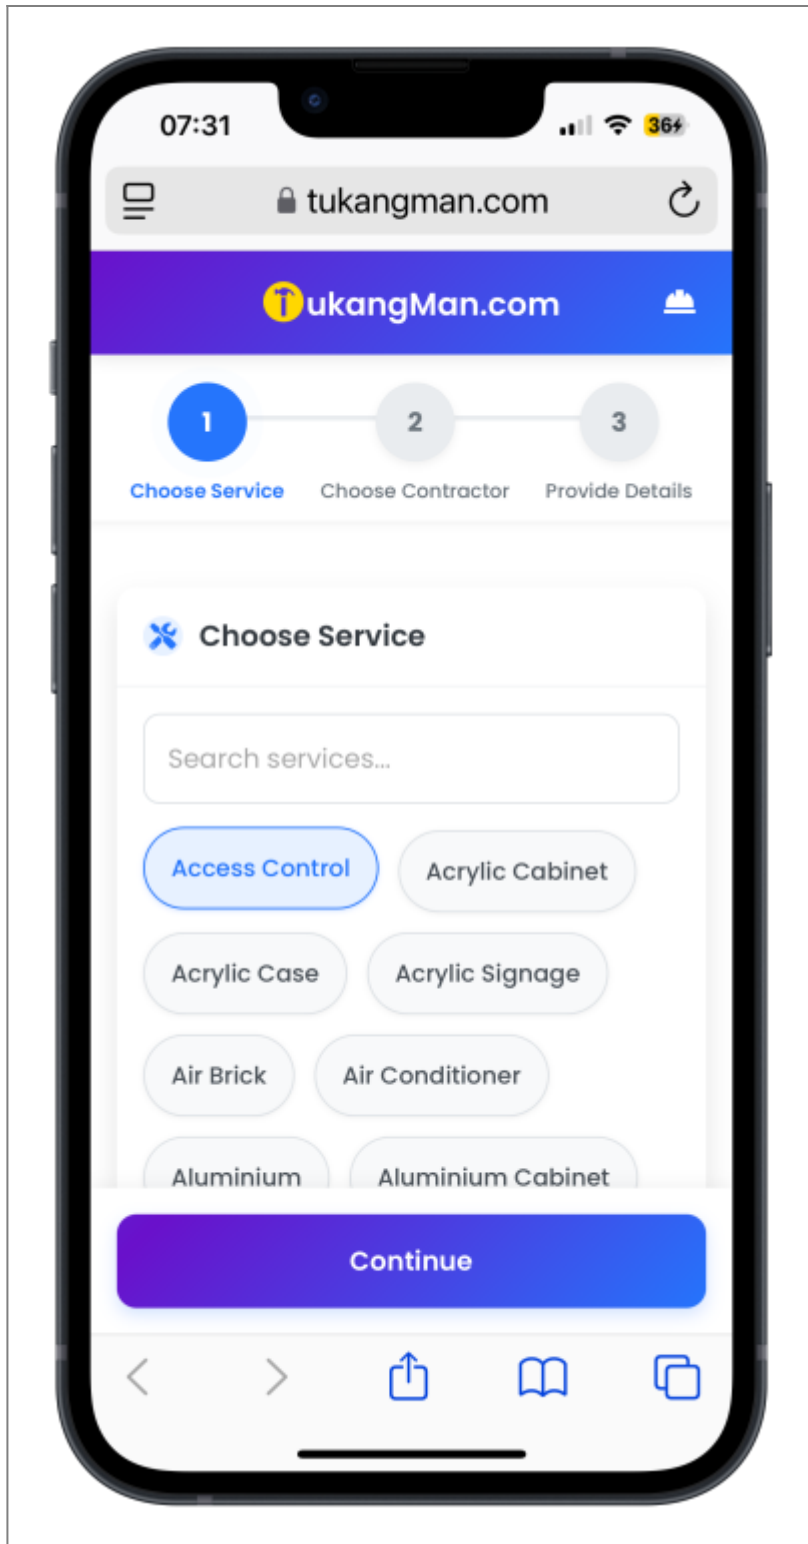 07:31
36
tukangman.com
TukangMan.com
1 2 3
Choose Service Choose Contractor Provide Details
Choose Service
Search services...
Access Control Acrylic Cabinet
Acrylic Case Acrylic Signage
Air Brick Air Conditioner
Aluminium Aluminium Cabinet
Continue